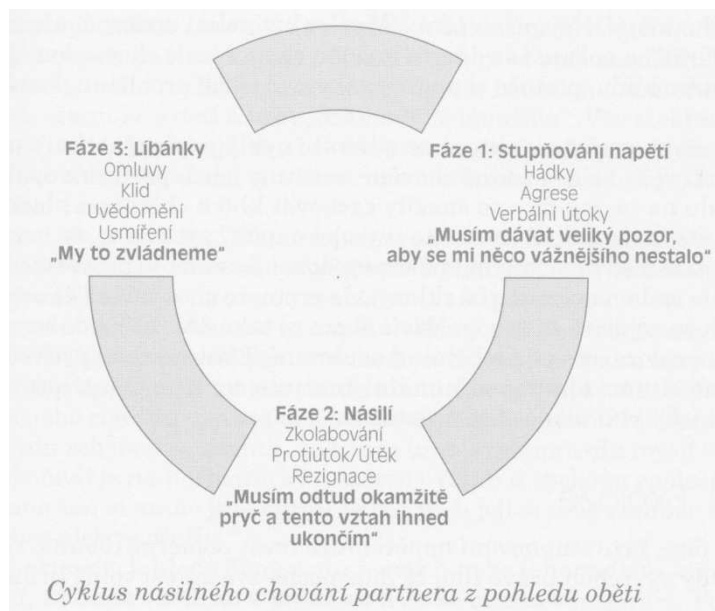 Fáze 3: Líbánky
Omluvy
Klid
Uvědomění
Usmíření
„My to zvládneme“
Fáze 1: Stupňování napětí
Hádky
Agrese
Verbální útoky
„Musím dávat veliký pozor,
aby se mi něco vážnějšího nestalo“
Fáze 2: Násilí
Zkolabování
Protiútok/Útěk
Rezignace
„Musím odtud okamžitě
pryč a tento vztah ihned
ukončím“
Cyklus násilného chování partnera z pohledu oběti